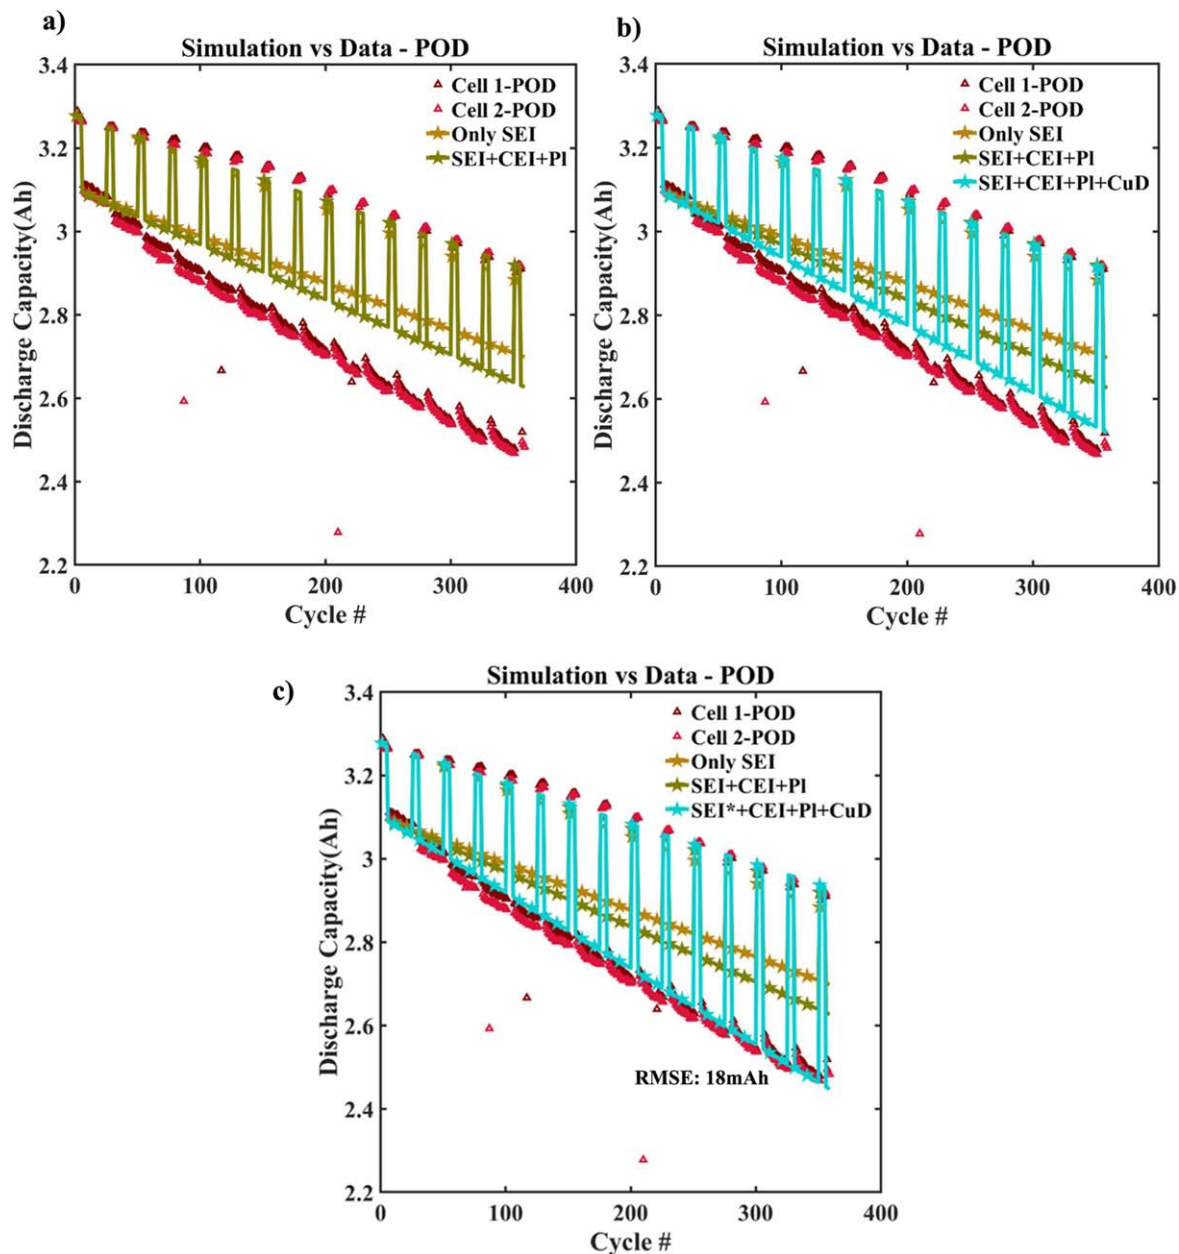 a)
Simulation vs Data - POD
3.4
3.2
3
2.8
2.6
2.4
2.2
0
100
200
300
400
Discharge Capacity(Ah)
Cycle #
Cell 1-POD
Cell 2-POD
Only SEI
SEI+CEI+Pl
b)
Simulation vs Data - POD
3.4
3.2
3
2.8
2.6
2.4
2.2
0
100
200
300
400
Discharge Capacity(Ah)
Cycle #
Cell 1-POD
Cell 2-POD
Only SEI
SEI+CEI+Pl
SEI+CEI+Pl+CuD
c)
Simulation vs Data - POD
3.4
3.2
3
2.8
2.6
2.4
2.2
0
100
200
300
400
Discharge Capacity(Ah)
Cycle #
Cell 1-POD
Cell 2-POD
Only SEI
SEI+CEI+Pl
SEI*+CEI+Pl+CuD
RMSE: 18mAh